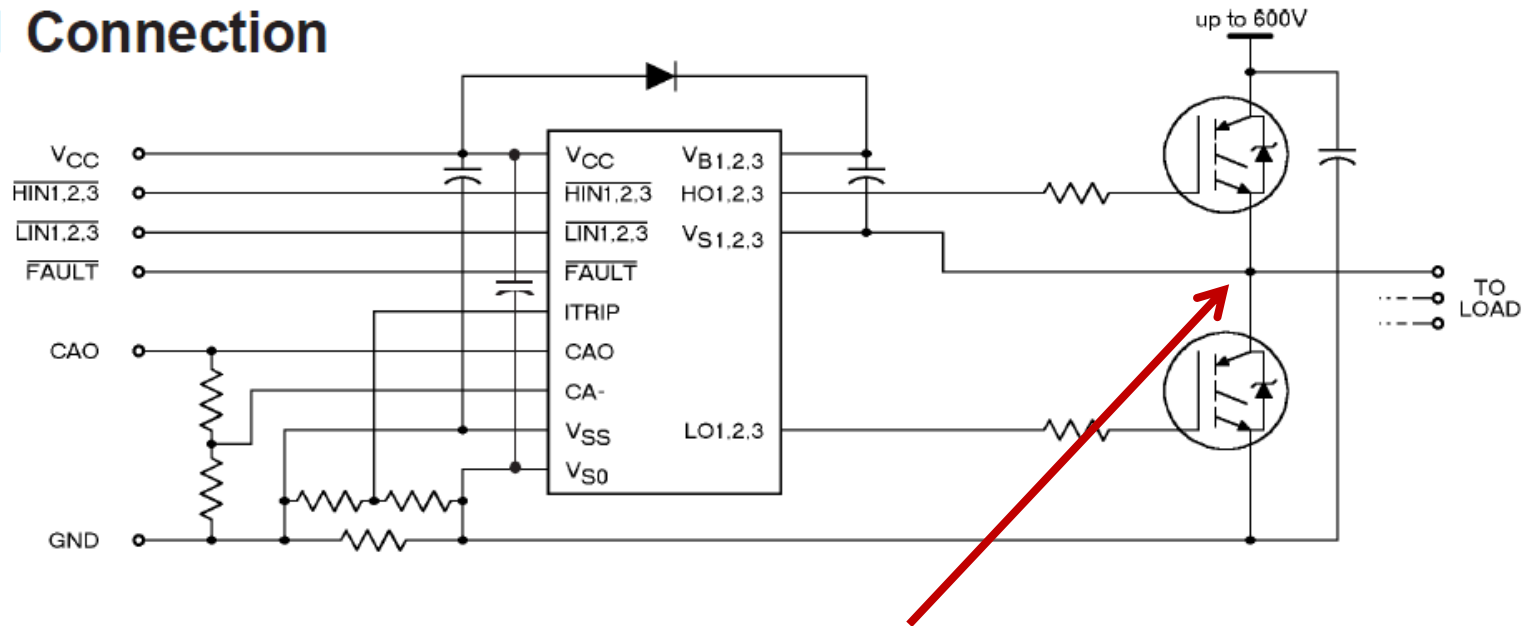 Connection
up to 600V
VCC
HIN1,2,3
LIN1,2,3
FAULT
CAO
GND
VCC
HIN1,2,3
LIN1,2,3
FAULT
ITRIP
CAO
CA-
VSS
VS0
VB1,2,3
HO1,2,3
VS1,2,3
LO1,2,3
TO
LOAD